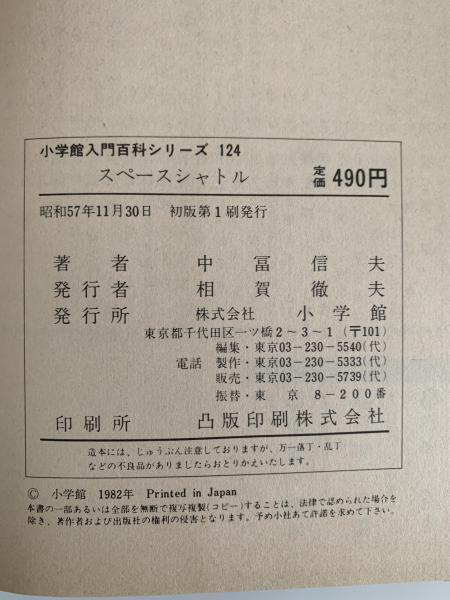 小学館入門百科シリーズ 124
スペースシャトル 定価490円
昭和57年11月30日 初版第1刷発行
著者 中冨信夫
発行者 相賀徹夫
発行所 株式会社 小学館
東京都千代田区一ツ橋2〜3〜1(〒101)
編集・東京03-230-5540(代)
電話 製作・東京03-230-5333(代)
販売・東京03-230-5739(代)
振替・東京 8-200番
印刷所 凸版印刷株式会社
造本には、じゅうぶん注意しておりますが、万一落丁・乱丁
などの不良品がありましたらおとりかえいたします。
© 小学館 1982年 Printed in Japan
本書の一部あるいは全部を無断で複写複製(コピー)することは、法律で認められた場合を
除き、著作者および出版社の権利の侵害となります。予め小社あて許諾を求めて下さい。